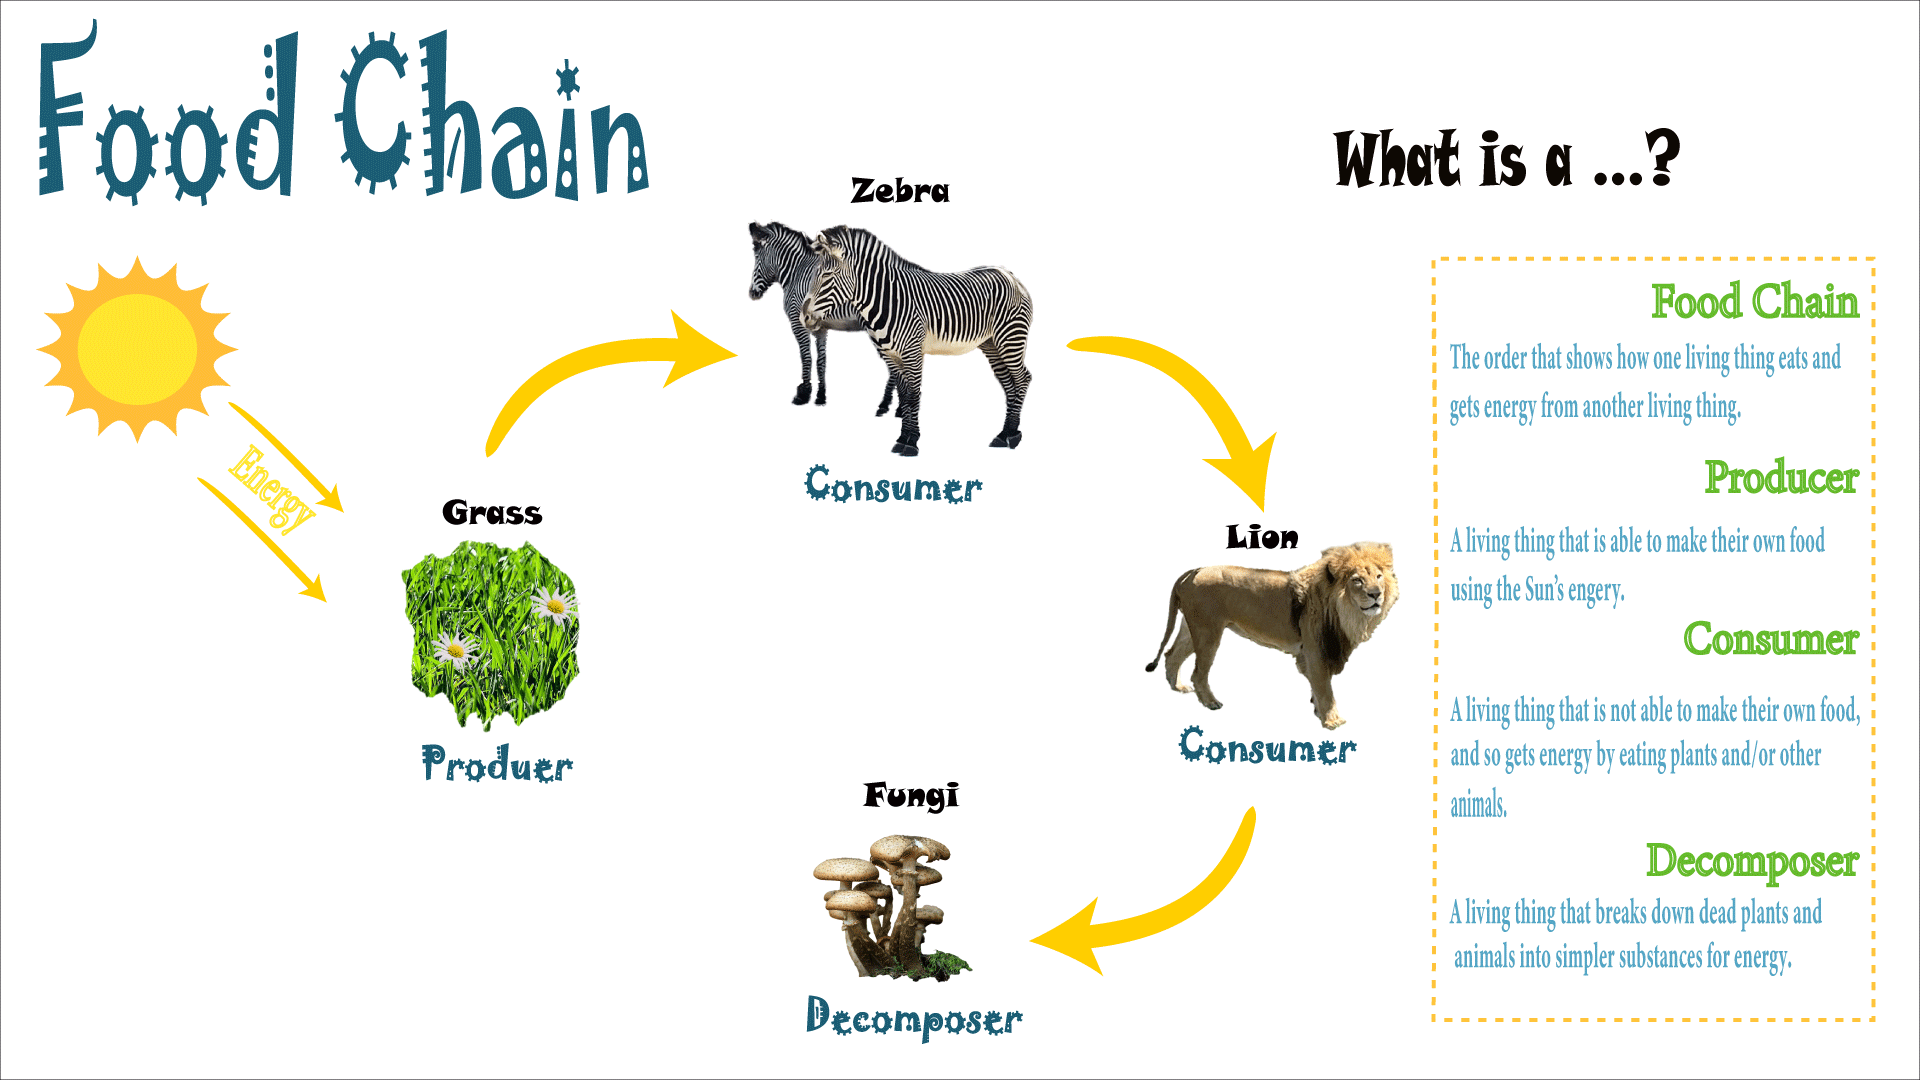 Food Chain
What is a ...?
Zebra
Consumer
Energy
Grass
Produer
Lion
Consumer
Fungi
Decomposer
Food Chain
The order that shows how one living thing eats and
gets energy from another living thing.
Producer
A living thing that is able to make their own food
using the Sun's engery.
Consumer
A living thing that is not able to make their own food,
and so gets energy by eating plants and/or other
animals.
Decomposer
A living thing that breaks down dead plants and
animals into simpler substances for energy.